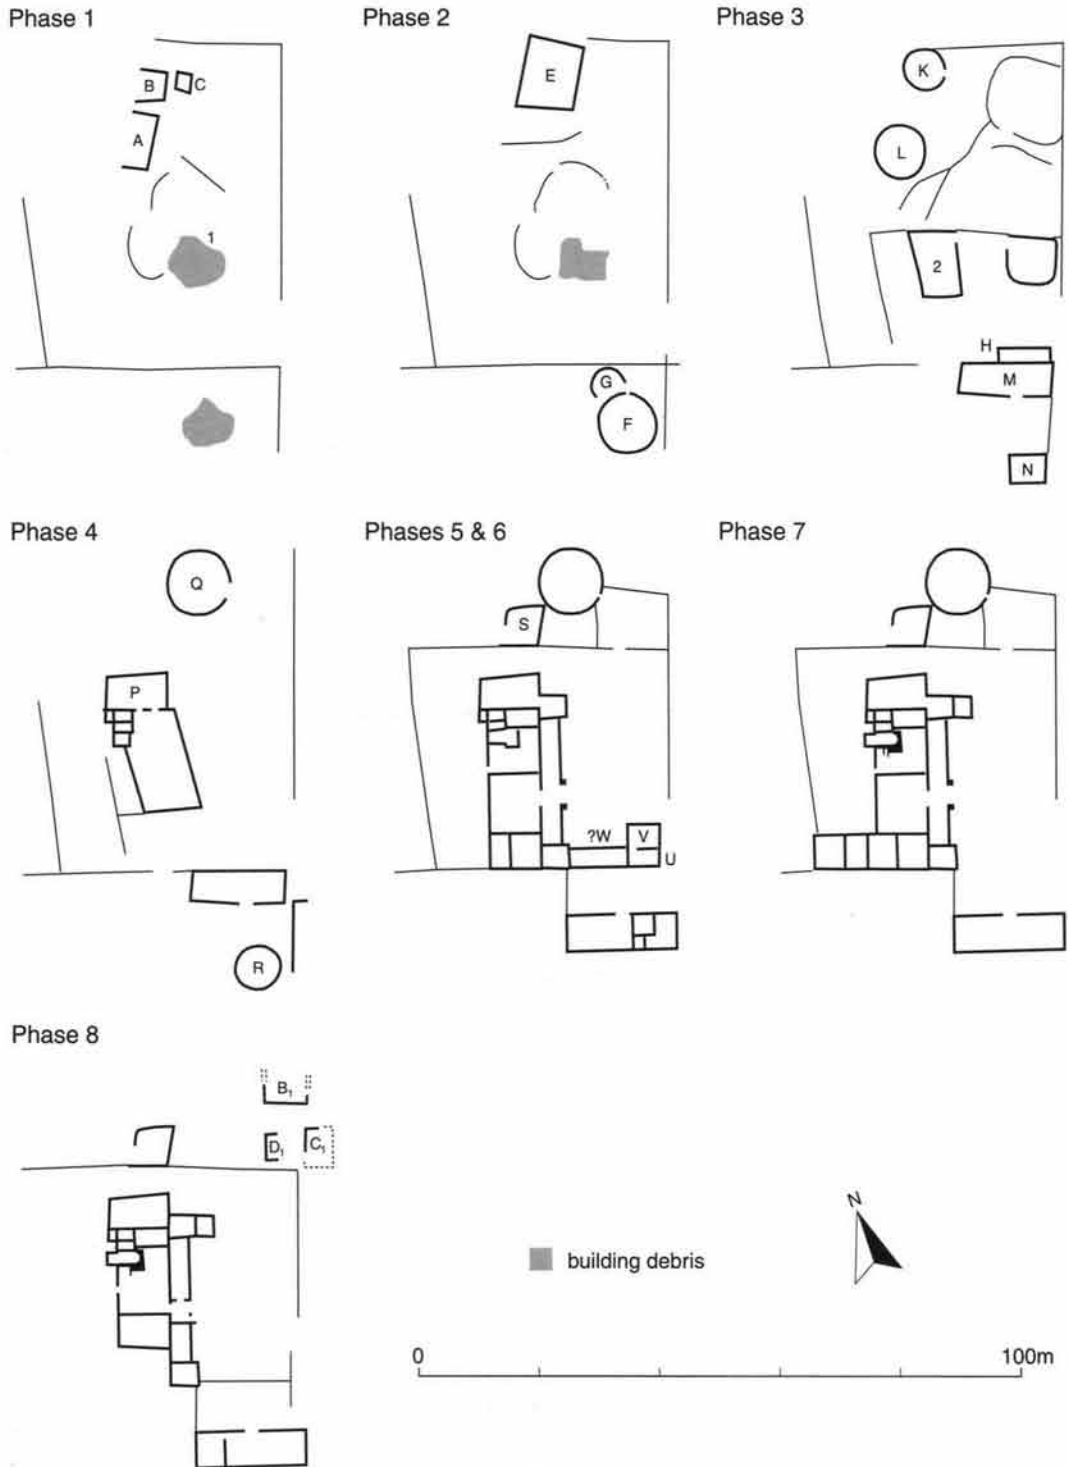 Phase 1
Phase 2
Phase 3
B
C
A
1
E
G
F
K
L
2
H
M
N
Phase 4
Phases 5 & 6
Phase 7
Q
P
R
S
?W
V
U
Phase 8
B₁
D₁
C₁
N
building debris
0
100m